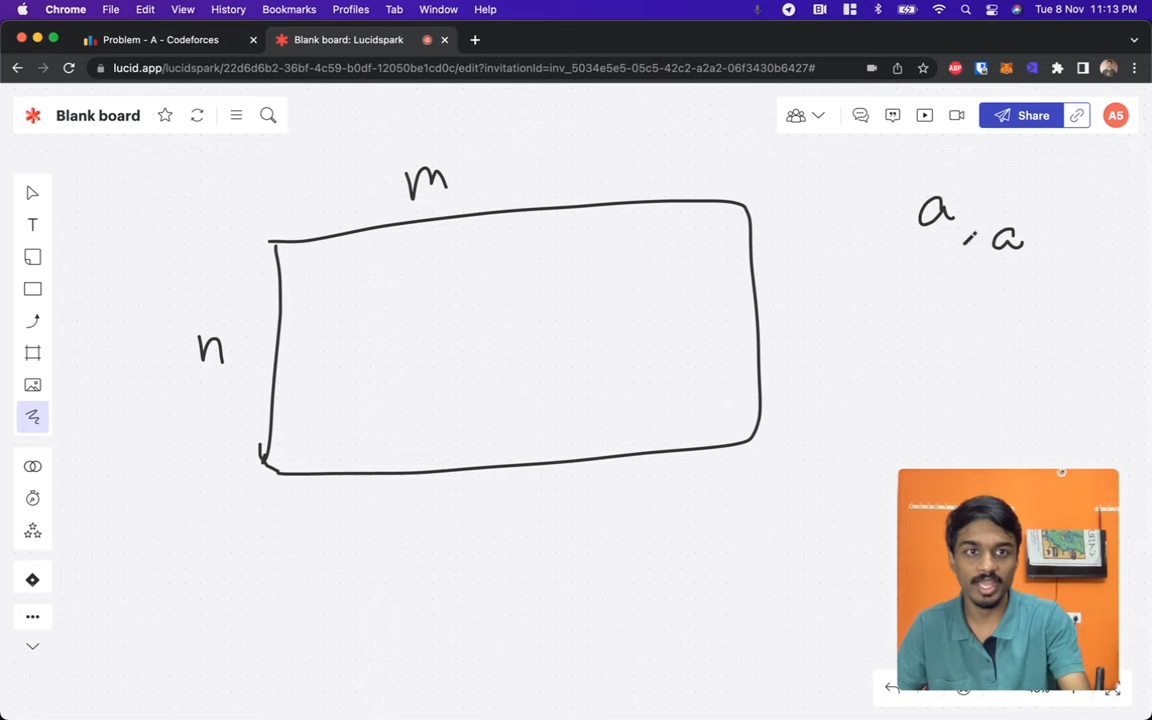 Chrome File Edit View History Bookmarks Profiles Tab Window Help Tue 8 Nov 11:13 PM
Problem - A - Codeforces Blank board: Lucidspark
lucid.app/lucidspark/22d6d6b2-36bf-4c59-b0df-12050be1cd0c/edit?invitationId=inv_5034e5e5-05c5-42c2-a2a2-06f3430b6427#
ABP
Blank board Share A5
m
a . a
n
T